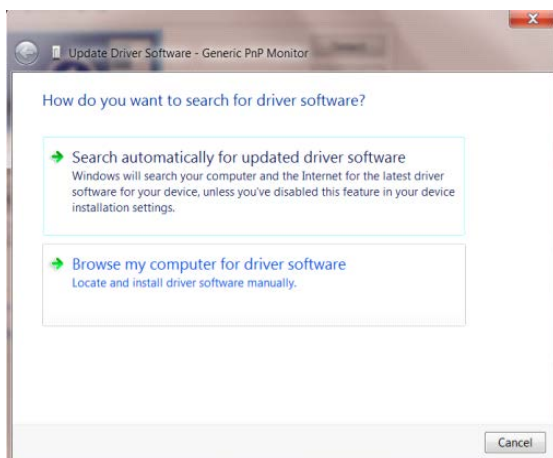 Update Driver Software - Generic PnP Monitor
How do you want to search for driver software?
Search automatically for updated driver software
Windows will search your computer and the Internet for the latest driver
software for your device, unless you've disabled this feature in your device
installation settings.
Browse my computer for driver software
Locate and install driver software manually.
Cancel